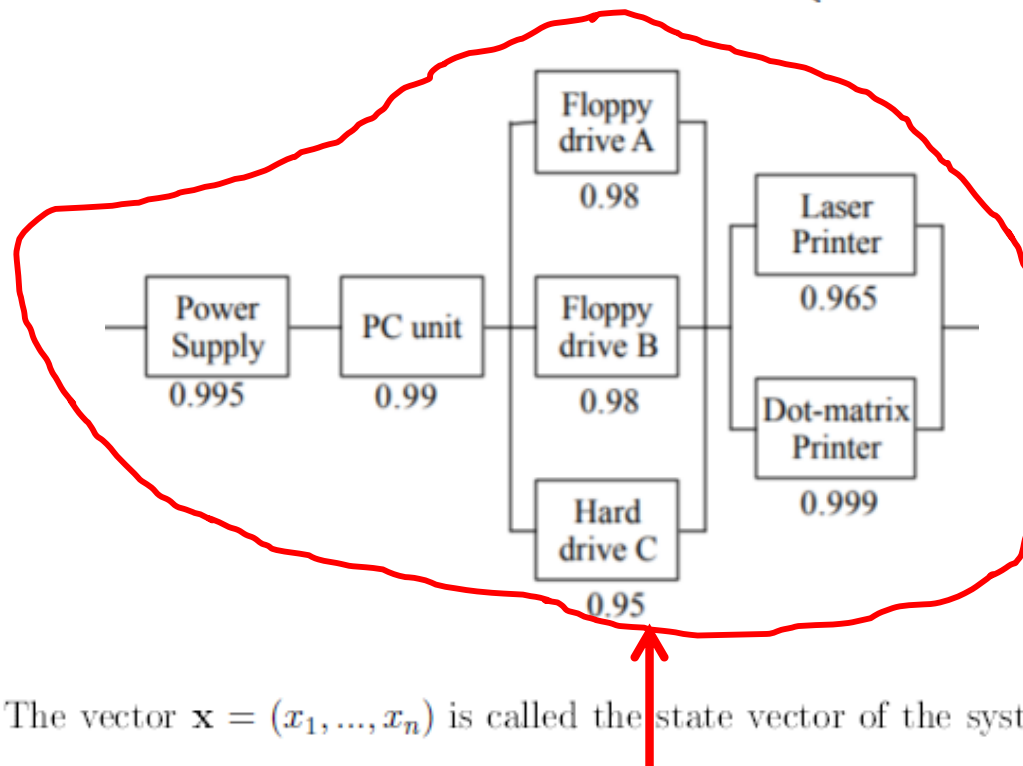 Floppy
drive A
0.98
Laser
Printer
0.965
Power
Supply
0.995
PC unit
0.99
Floppy
drive B
0.98
Dot-matrix
Printer
0.999
Hard
drive C
0.95
The vector x = (x₁, ..., xₙ) is called the state vector of the syst